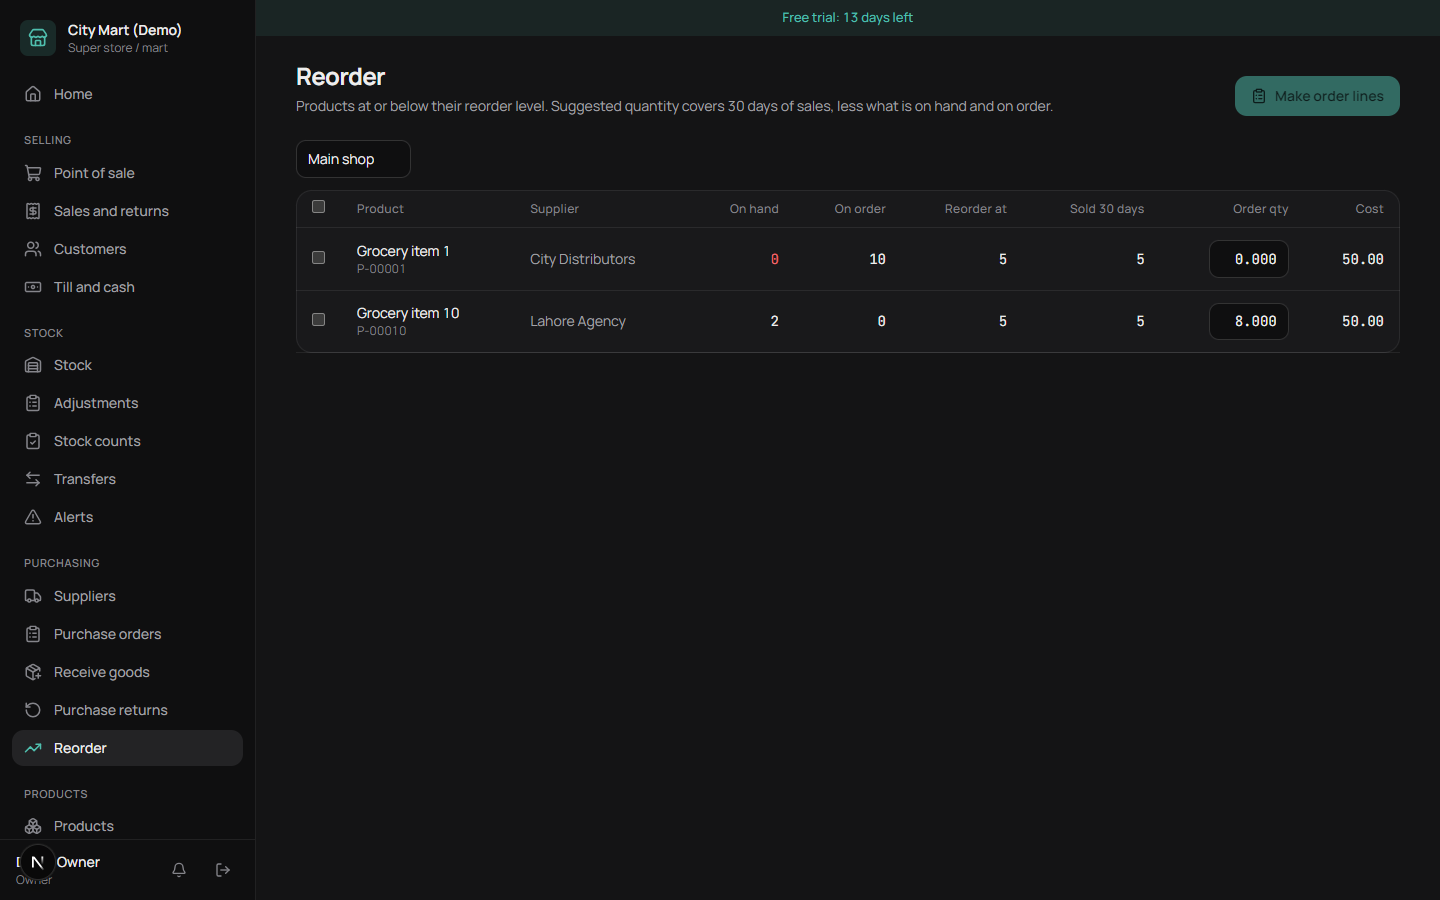 City Mart (Demo)
Super store / mart
Home
SELLING
Point of sale
Sales and returns
Customers
Till and cash
STOCK
Stock
Adjustments
Stock counts
Transfers
Alerts
PURCHASING
Suppliers
Purchase orders
Receive goods
Purchase returns
Reorder
PRODUCTS
Products
Owner
Free trial: 13 days left
Reorder
Products at or below their reorder level. Suggested quantity covers 30 days of sales, less what is on hand and on order.
Make order lines
Main shop
Product Supplier On hand On order Reorder at Sold 30 days Order qty Cost
Grocery item 1 City Distributors 0 10 5 5 0.000 50.00
P-00001
Grocery item 10 Lahore Agency 2 0 5 5 8.000 50.00
P-00010